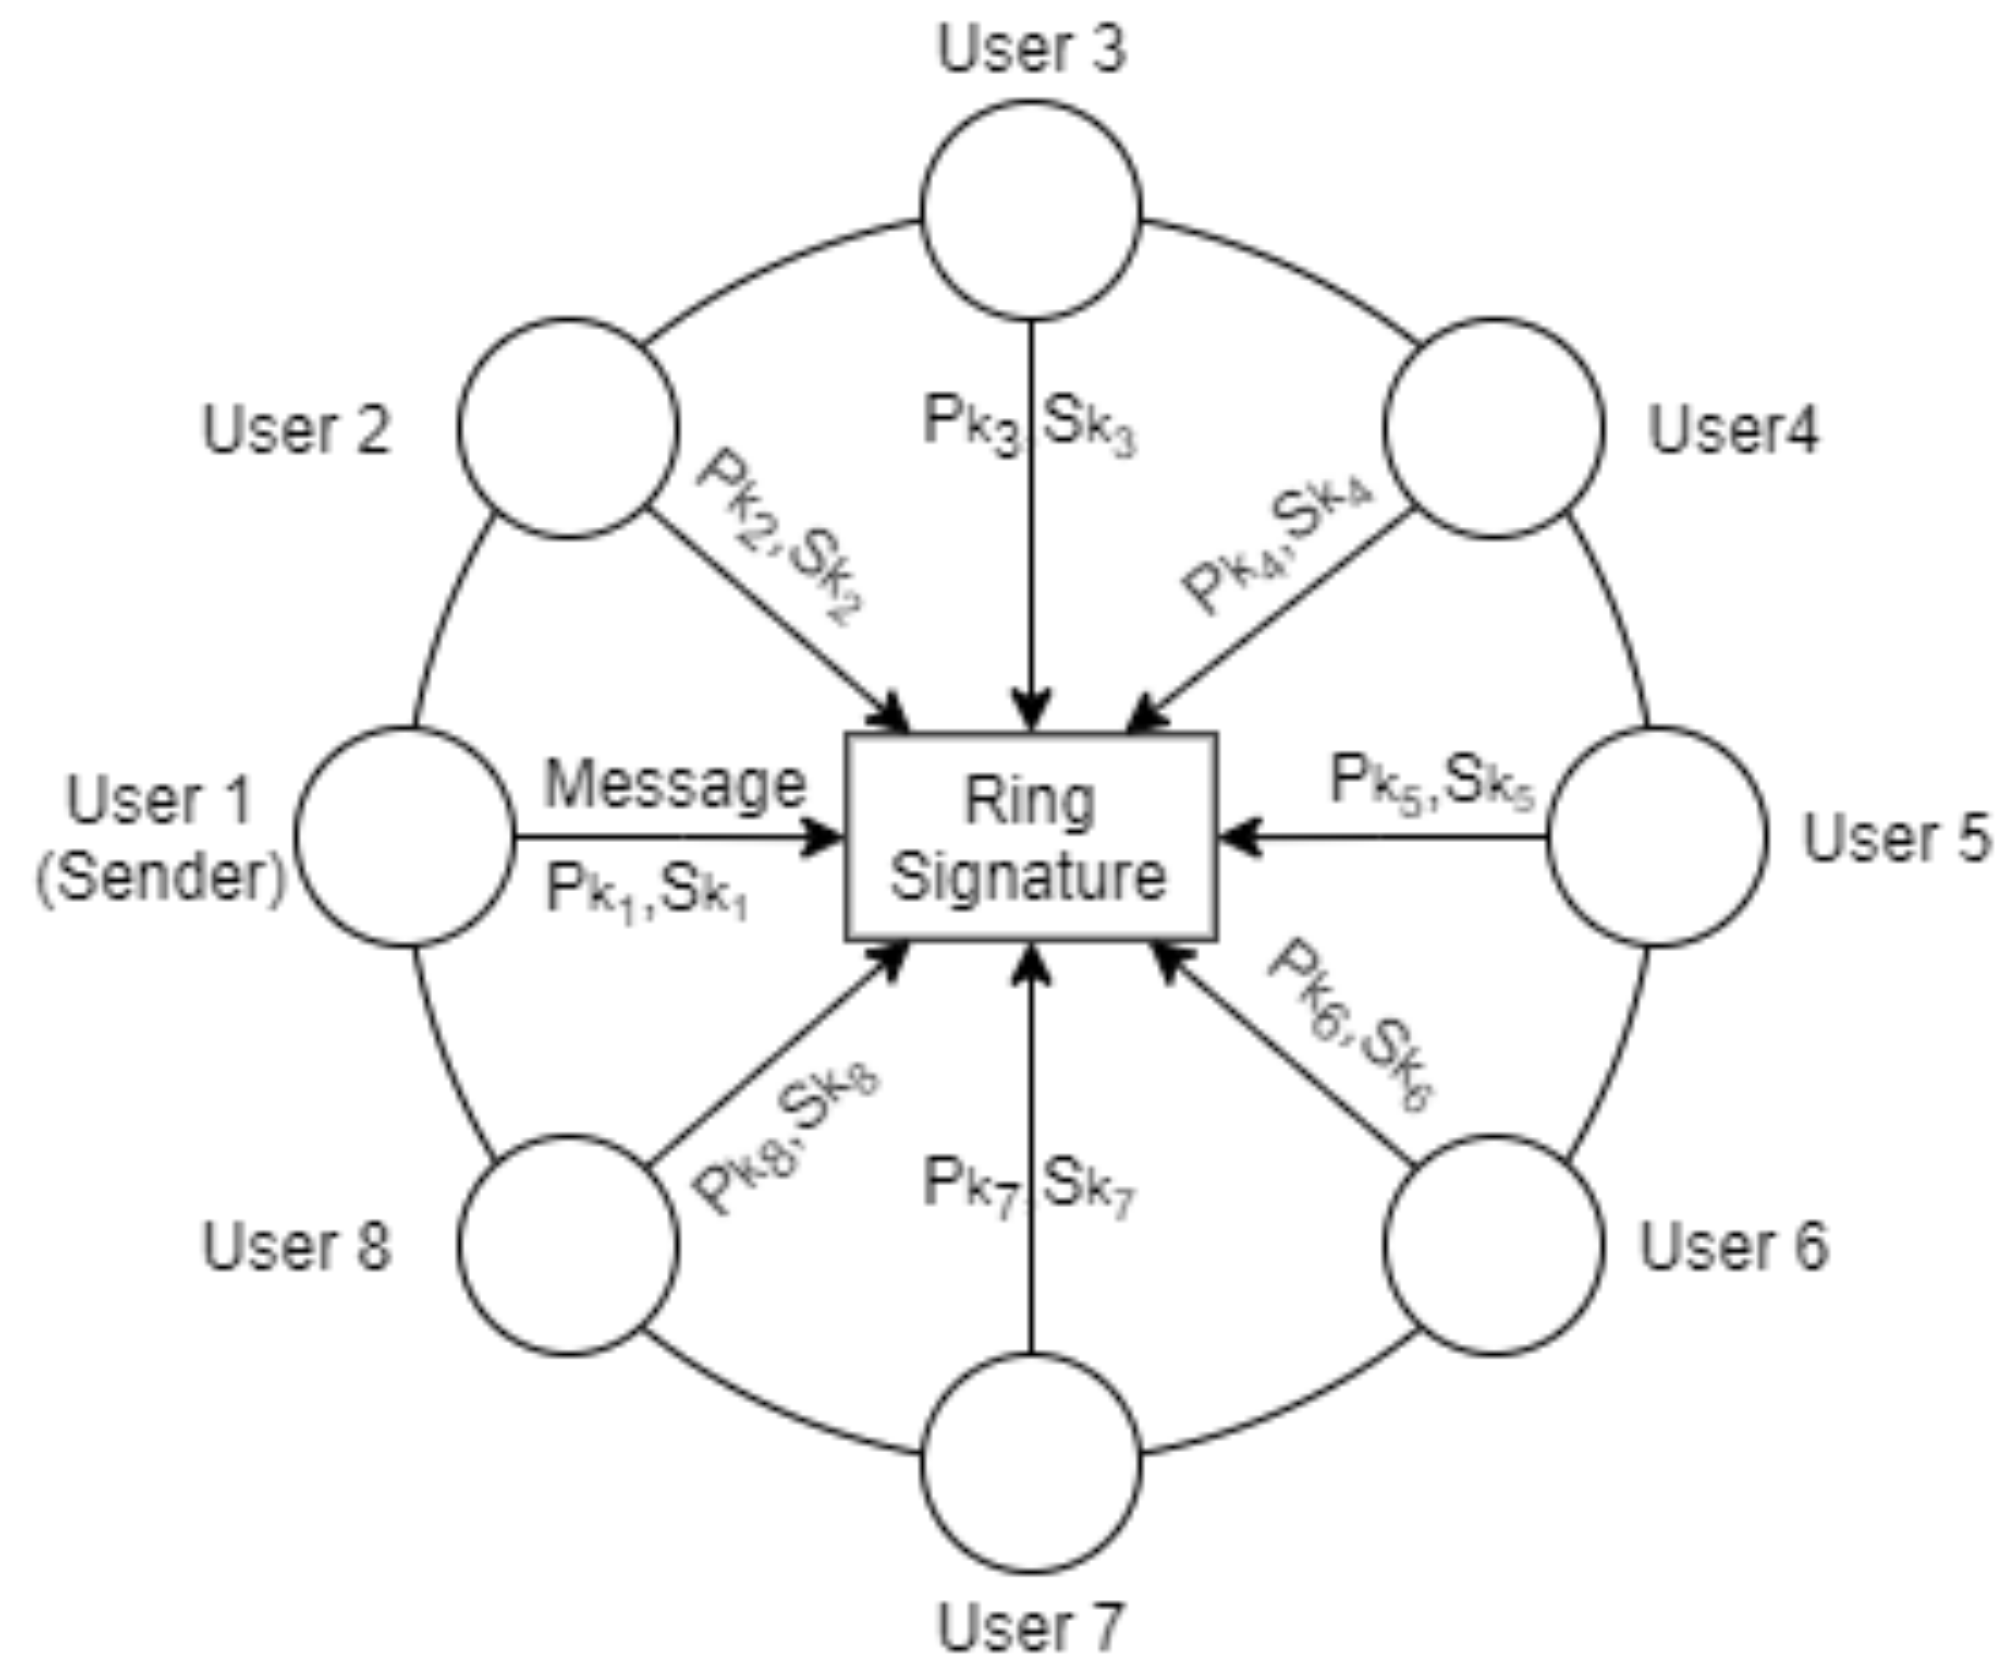 User 3
User 2
User4
Pk₃, Sk₃
Pk₂,Sk₂
Pk₄,Sk₄
User 1
(Sender)
Message
Pk₁,Sk₁
Ring
Signature
Pk₅,Sk₅
User 5
Pk₆,Sk₆
Pk₈,Sk₈
Pk₇, Sk₇
User 8
User 6
User 7